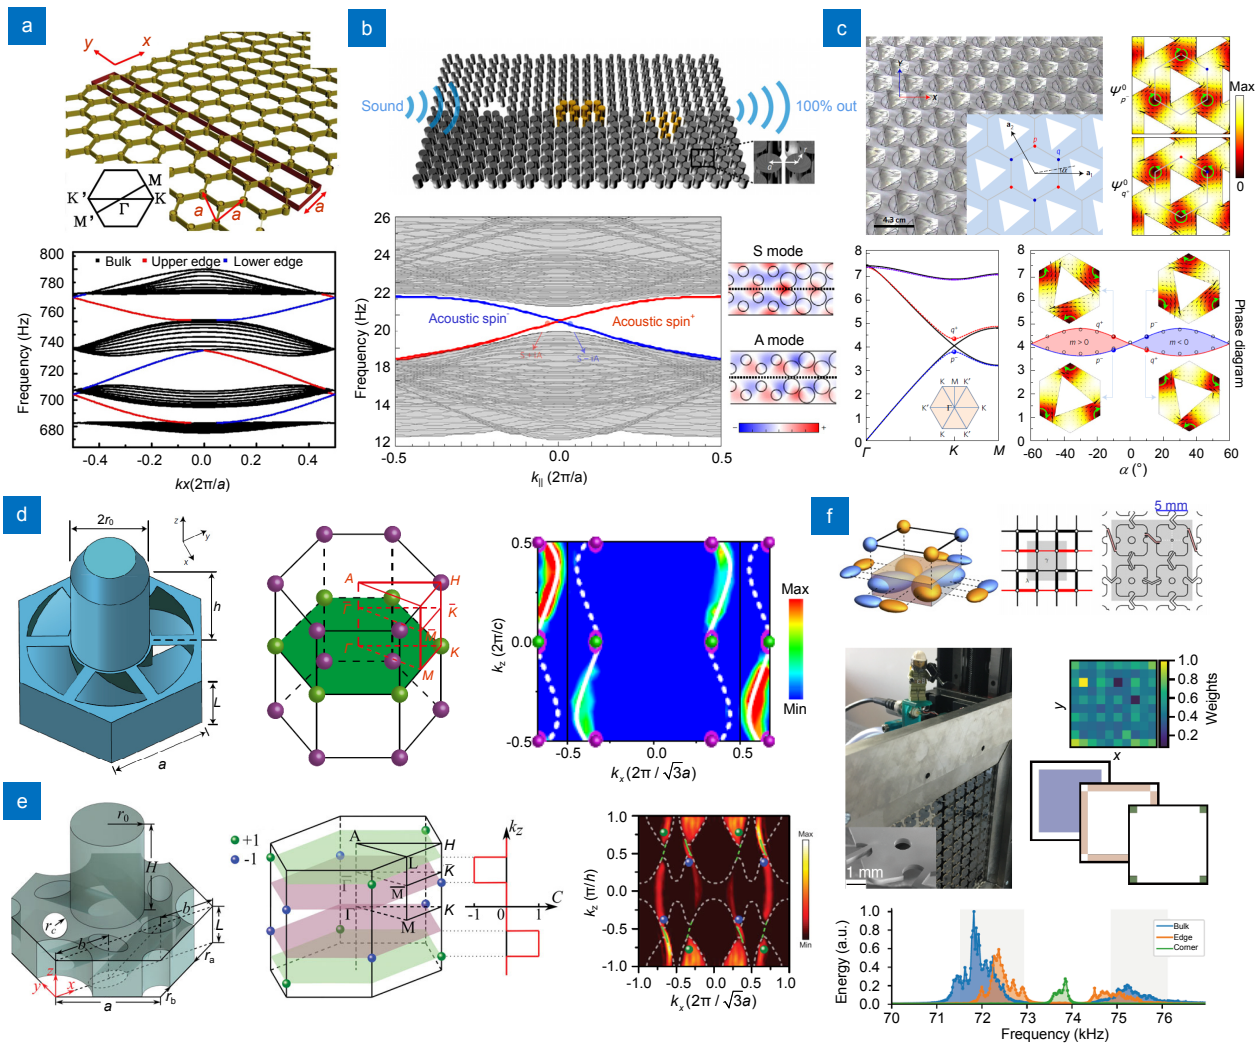 a
y
x
M
K'
K
Γ
M'
a
a
a
800
780
760
740
720
700
680
Frequency (Hz)
Bulk
Upper edge
Lower edge
-0.4
-0.2
0.0
0.2
0.4
kx(2π/a)
b
Sound
100% out
26
24
22
20
18
16
14
12
Frequency (Hz)
Acoustic spin-
Acoustic spin+
-0.5
0
0.5
k|| (2π/a)
S mode
A mode
−
+
c
Y
X
4.3 cm
a2
p
q
α
a1
Ψp0
Ψq+0
Max
0
8
7
6
5
4
3
2
1
0
q+
p-
K
M
K'
K'
Γ
K
K
K'
Γ
K
M
8
7
6
5
4
3
2
1
0
q+
p-
m > 0
m < 0
p-
q+
-60
-40
-20
0
20
40
60
α (°)
Phase diagram
d
2r0
z
y
x
h
L
a
A
H
K
M
K
M
0.5
0.0
-0.5
kz (2π/c)
-0.5
0.0
0.5
kx (2π / √3a)
Max
Min
e
r0
H
rc
b
b
L
ra
rb
z
y
x
a
+1
-1
A
H
L
K
M
Γ
K
M
kz
C
-1
0
1
1.0
0.5
0.0
-0.5
-1.0
kz (π/h)
-1.0
-0.5
0.0
0.5
1.0
kx (2π / √3a)
Max
Min
f
5 mm
1 mm
y
x
1.0
0.8
0.6
0.4
0.2
Weights
1.0
0.8
0.6
0.4
0.2
0.0
Energy (a.u.)
Bulk
Edge
Corner
70
71
72
73
74
75
76
Frequency (kHz)